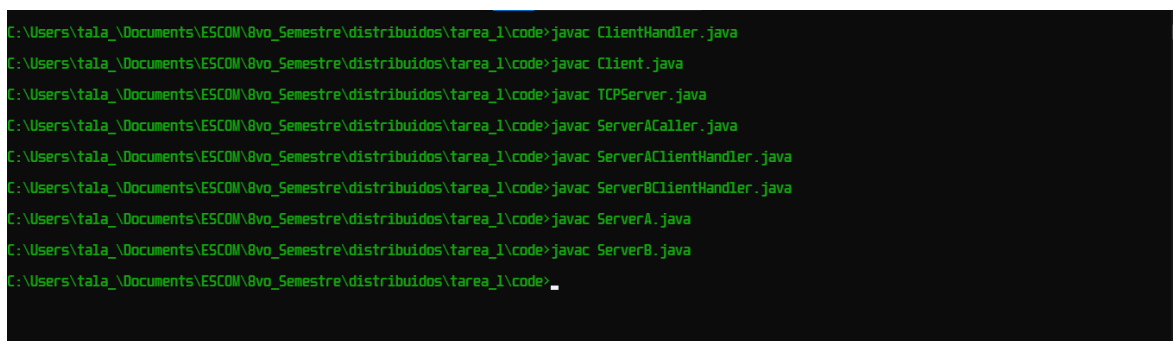 C:\Users\tala_\Documents\ESCOM\8vo_Semestre\distribuidos\tarea_1\code>javac ClientHandler.java
C:\Users\tala_\Documents\ESCOM\8vo_Semestre\distribuidos\tarea_1\code>javac Client.java
C:\Users\tala_\Documents\ESCOM\8vo_Semestre\distribuidos\tarea_1\code>javac TCPServer.java
C:\Users\tala_\Documents\ESCOM\8vo_Semestre\distribuidos\tarea_1\code>javac ServerACaller.java
C:\Users\tala_\Documents\ESCOM\8vo_Semestre\distribuidos\tarea_1\code>javac ServerAClientHandler.java
C:\Users\tala_\Documents\ESCOM\8vo_Semestre\distribuidos\tarea_1\code>javac ServerBClientHandler.java
C:\Users\tala_\Documents\ESCOM\8vo_Semestre\distribuidos\tarea_1\code>javac ServerA.java
C:\Users\tala_\Documents\ESCOM\8vo_Semestre\distribuidos\tarea_1\code>javac ServerB.java
C:\Users\tala_\Documents\ESCOM\8vo_Semestre\distribuidos\tarea_1\code>